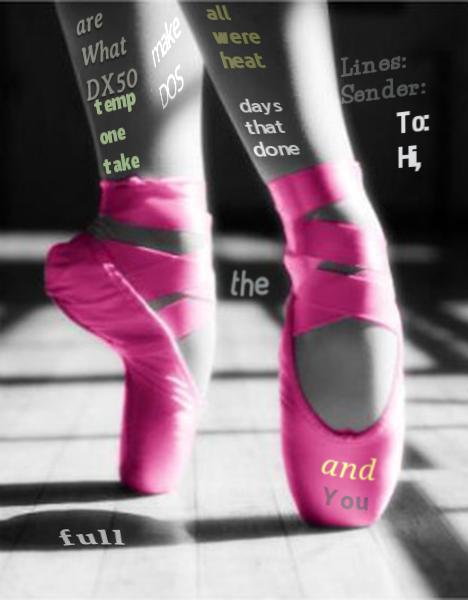 are
What
DX50
temp
one
take
make
DOS
all
were
heat
days
that
done
Lines:
Sender:
To:
Hi,
the
and
You
full